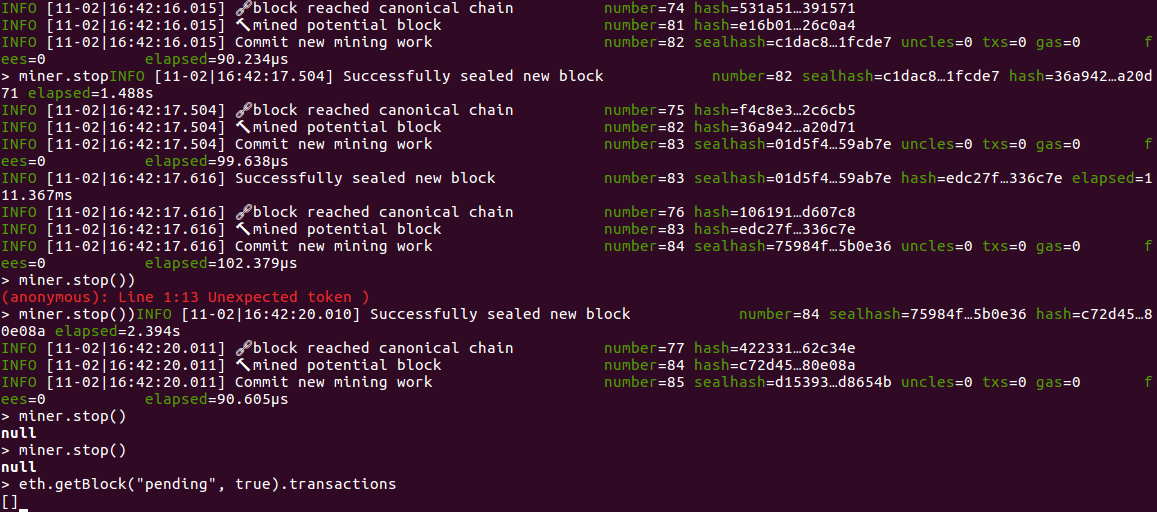 INFO [11-02|16:42:16.015] 🔗block reached canonical chain number=74 hash=531a51…391571
INFO [11-02|16:42:16.015] 🔨mined potential block number=81 hash=e16b01…26c0a4
INFO [11-02|16:42:16.015] Commit new mining work number=82 sealhash=c1dac8…1fcde7 uncles=0 txs=0 gas=0 f
ees=0 elapsed=90.234µs
> miner.stopINFO [11-02|16:42:17.504] Successfully sealed new block number=82 sealhash=c1dac8…1fcde7 hash=36a942…a20d
71 elapsed=1.488s
INFO [11-02|16:42:17.504] 🔗block reached canonical chain number=75 hash=f4c8e3…2c6cb5
INFO [11-02|16:42:17.504] 🔨mined potential block number=82 hash=36a942…a20d71
INFO [11-02|16:42:17.504] Commit new mining work number=83 sealhash=01d5f4…59ab7e uncles=0 txs=0 gas=0 f
ees=0 elapsed=99.638µs
INFO [11-02|16:42:17.616] Successfully sealed new block number=83 sealhash=01d5f4…59ab7e hash=edc27f…336c7e elapsed=1
11.367ms
INFO [11-02|16:42:17.616] 🔗block reached canonical chain number=76 hash=106191…d607c8
INFO [11-02|16:42:17.616] 🔨mined potential block number=83 hash=edc27f…336c7e
INFO [11-02|16:42:17.616] Commit new mining work number=84 sealhash=75984f…5b0e36 uncles=0 txs=0 gas=0 f
ees=0 elapsed=102.379µs
> miner.stop())
(anonymous): Line 1:13 Unexpected token )
> miner.stop())INFO [11-02|16:42:20.010] Successfully sealed new block number=84 sealhash=75984f…5b0e36 hash=c72d45…8
0e08a elapsed=2.394s
INFO [11-02|16:42:20.011] 🔗block reached canonical chain number=77 hash=422331…62c34e
INFO [11-02|16:42:20.011] 🔨mined potential block number=84 hash=c72d45…80e08a
INFO [11-02|16:42:20.011] Commit new mining work number=85 sealhash=d15393…d8654b uncles=0 txs=0 gas=0 f
ees=0 elapsed=90.605µs
> miner.stop()
null
> miner.stop()
null
> eth.getBlock("pending", true).transactions
[]